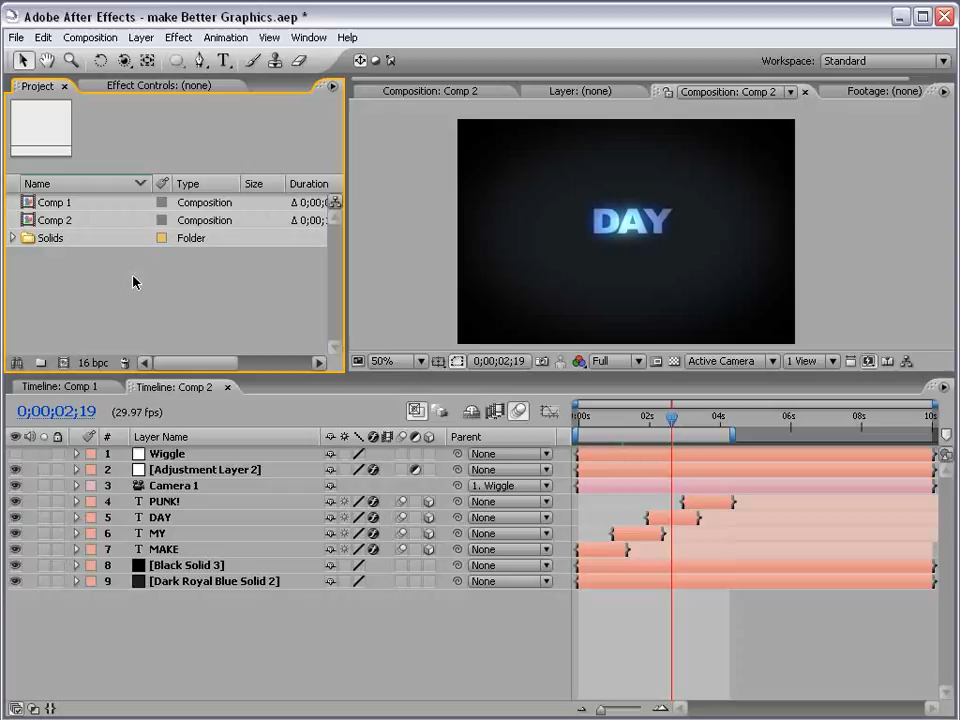 Adobe After Effects - make Better Graphics.aep *
File Edit Composition Layer Effect Animation View Window Help
Workspace: Standard
Project Effect Controls: (none)
Composition: Comp 2 Layer: (none) Composition: Comp 2 Footage: (none)
Name Type Size Duration
Comp 1 Composition Δ 0;00;
Comp 2 Composition Δ 0;00;
Solids Folder
DAY
16 bpc
50% 0;00;02;19 Full Active Camera 1 View
Timeline: Comp 1 Timeline: Comp 2
0;00;02;19 (29.97 fps)
:00s 02s 04s 06s 08s 10s
# Layer Name Parent
1 Wiggle None
2 [Adjustment Layer 2] None
3 Camera 1 1. Wiggle
4 T PUNK! None
5 T DAY None
6 T MY None
7 T MAKE None
8 [Black Solid 3] None
9 [Dark Royal Blue Solid 2] None